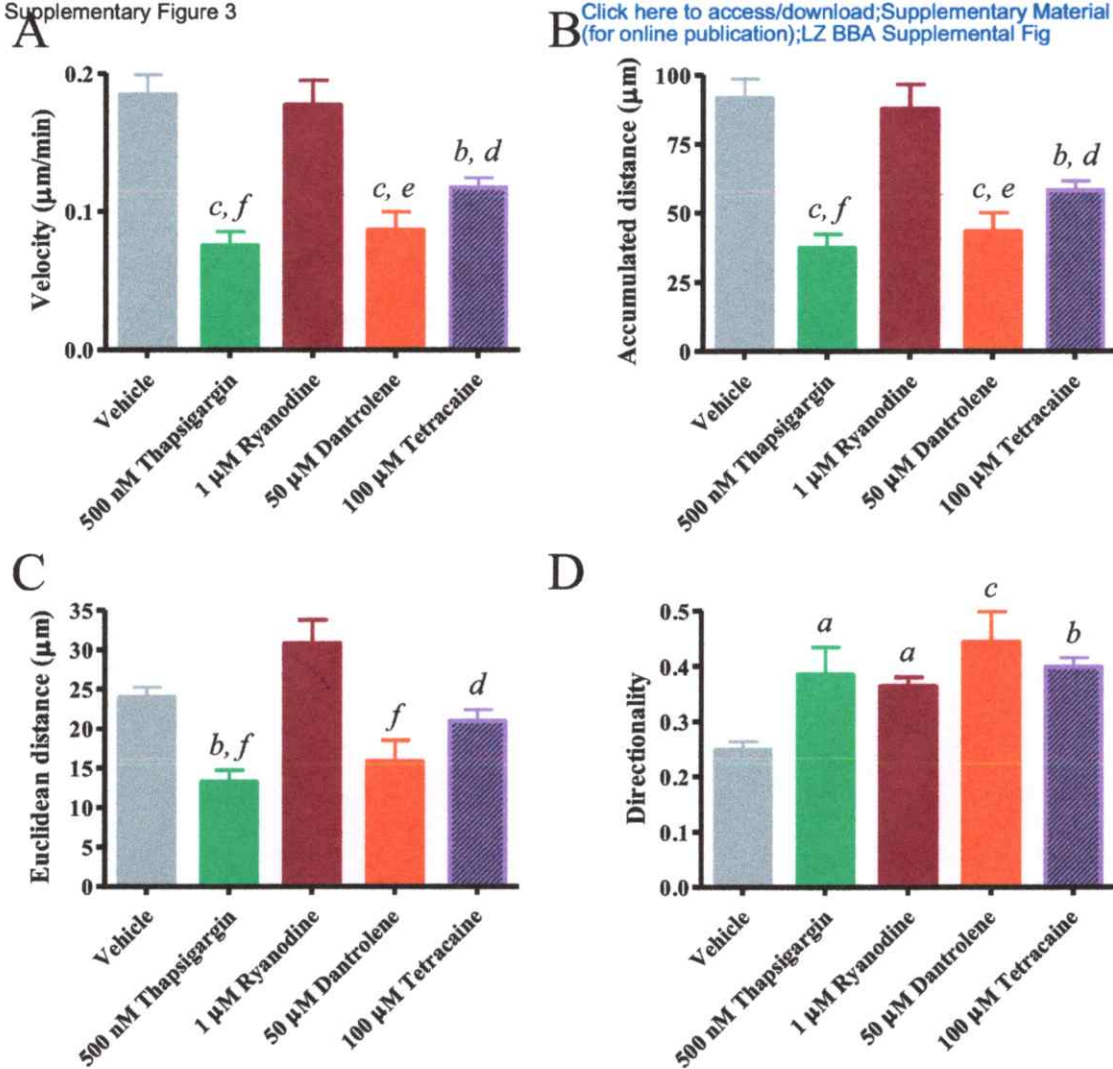 Supplementary Figure 3
Click here to access/download;Supplementary Material
(for online publication);LZ BBA Supplemental Fig
A
Velocity (μm/min)
0.2
0.1
0.0
c, f
c, e
b, d
Vehicle
500 nM Thapsigargin
1 μM Ryanodine
50 μM Dantrolene
100 μM Tetracaine
B
Accumulated distance (μm)
100
75
50
25
0
c, f
c, e
b, d
Vehicle
500 nM Thapsigargin
1 μM Ryanodine
50 μM Dantrolene
100 μM Tetracaine
C
Euclidean distance (μm)
35
30
25
20
15
10
5
0
b, f
f
d
Vehicle
500 nM Thapsigargin
1 μM Ryanodine
50 μM Dantrolene
100 μM Tetracaine
D
Directionality
0.5
0.4
0.3
0.2
0.1
0.0
a
a
c
b
Vehicle
500 nM Thapsigargin
1 μM Ryanodine
50 μM Dantrolene
100 μM Tetracaine